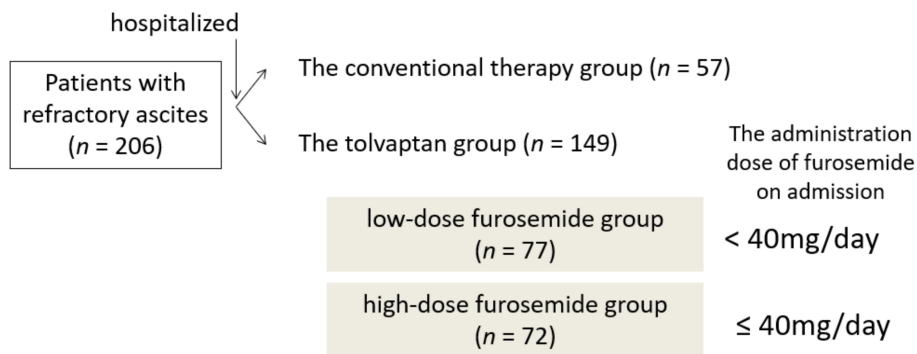 hospitalized
Patients with
refractory ascites
(n = 206)
The conventional therapy group (n = 57)
The tolvaptan group (n = 149)
The administration
dose of furosemide
on admission
low-dose furosemide group
(n = 77)
< 40mg/day
high-dose furosemide group
(n = 72)
≤ 40mg/day